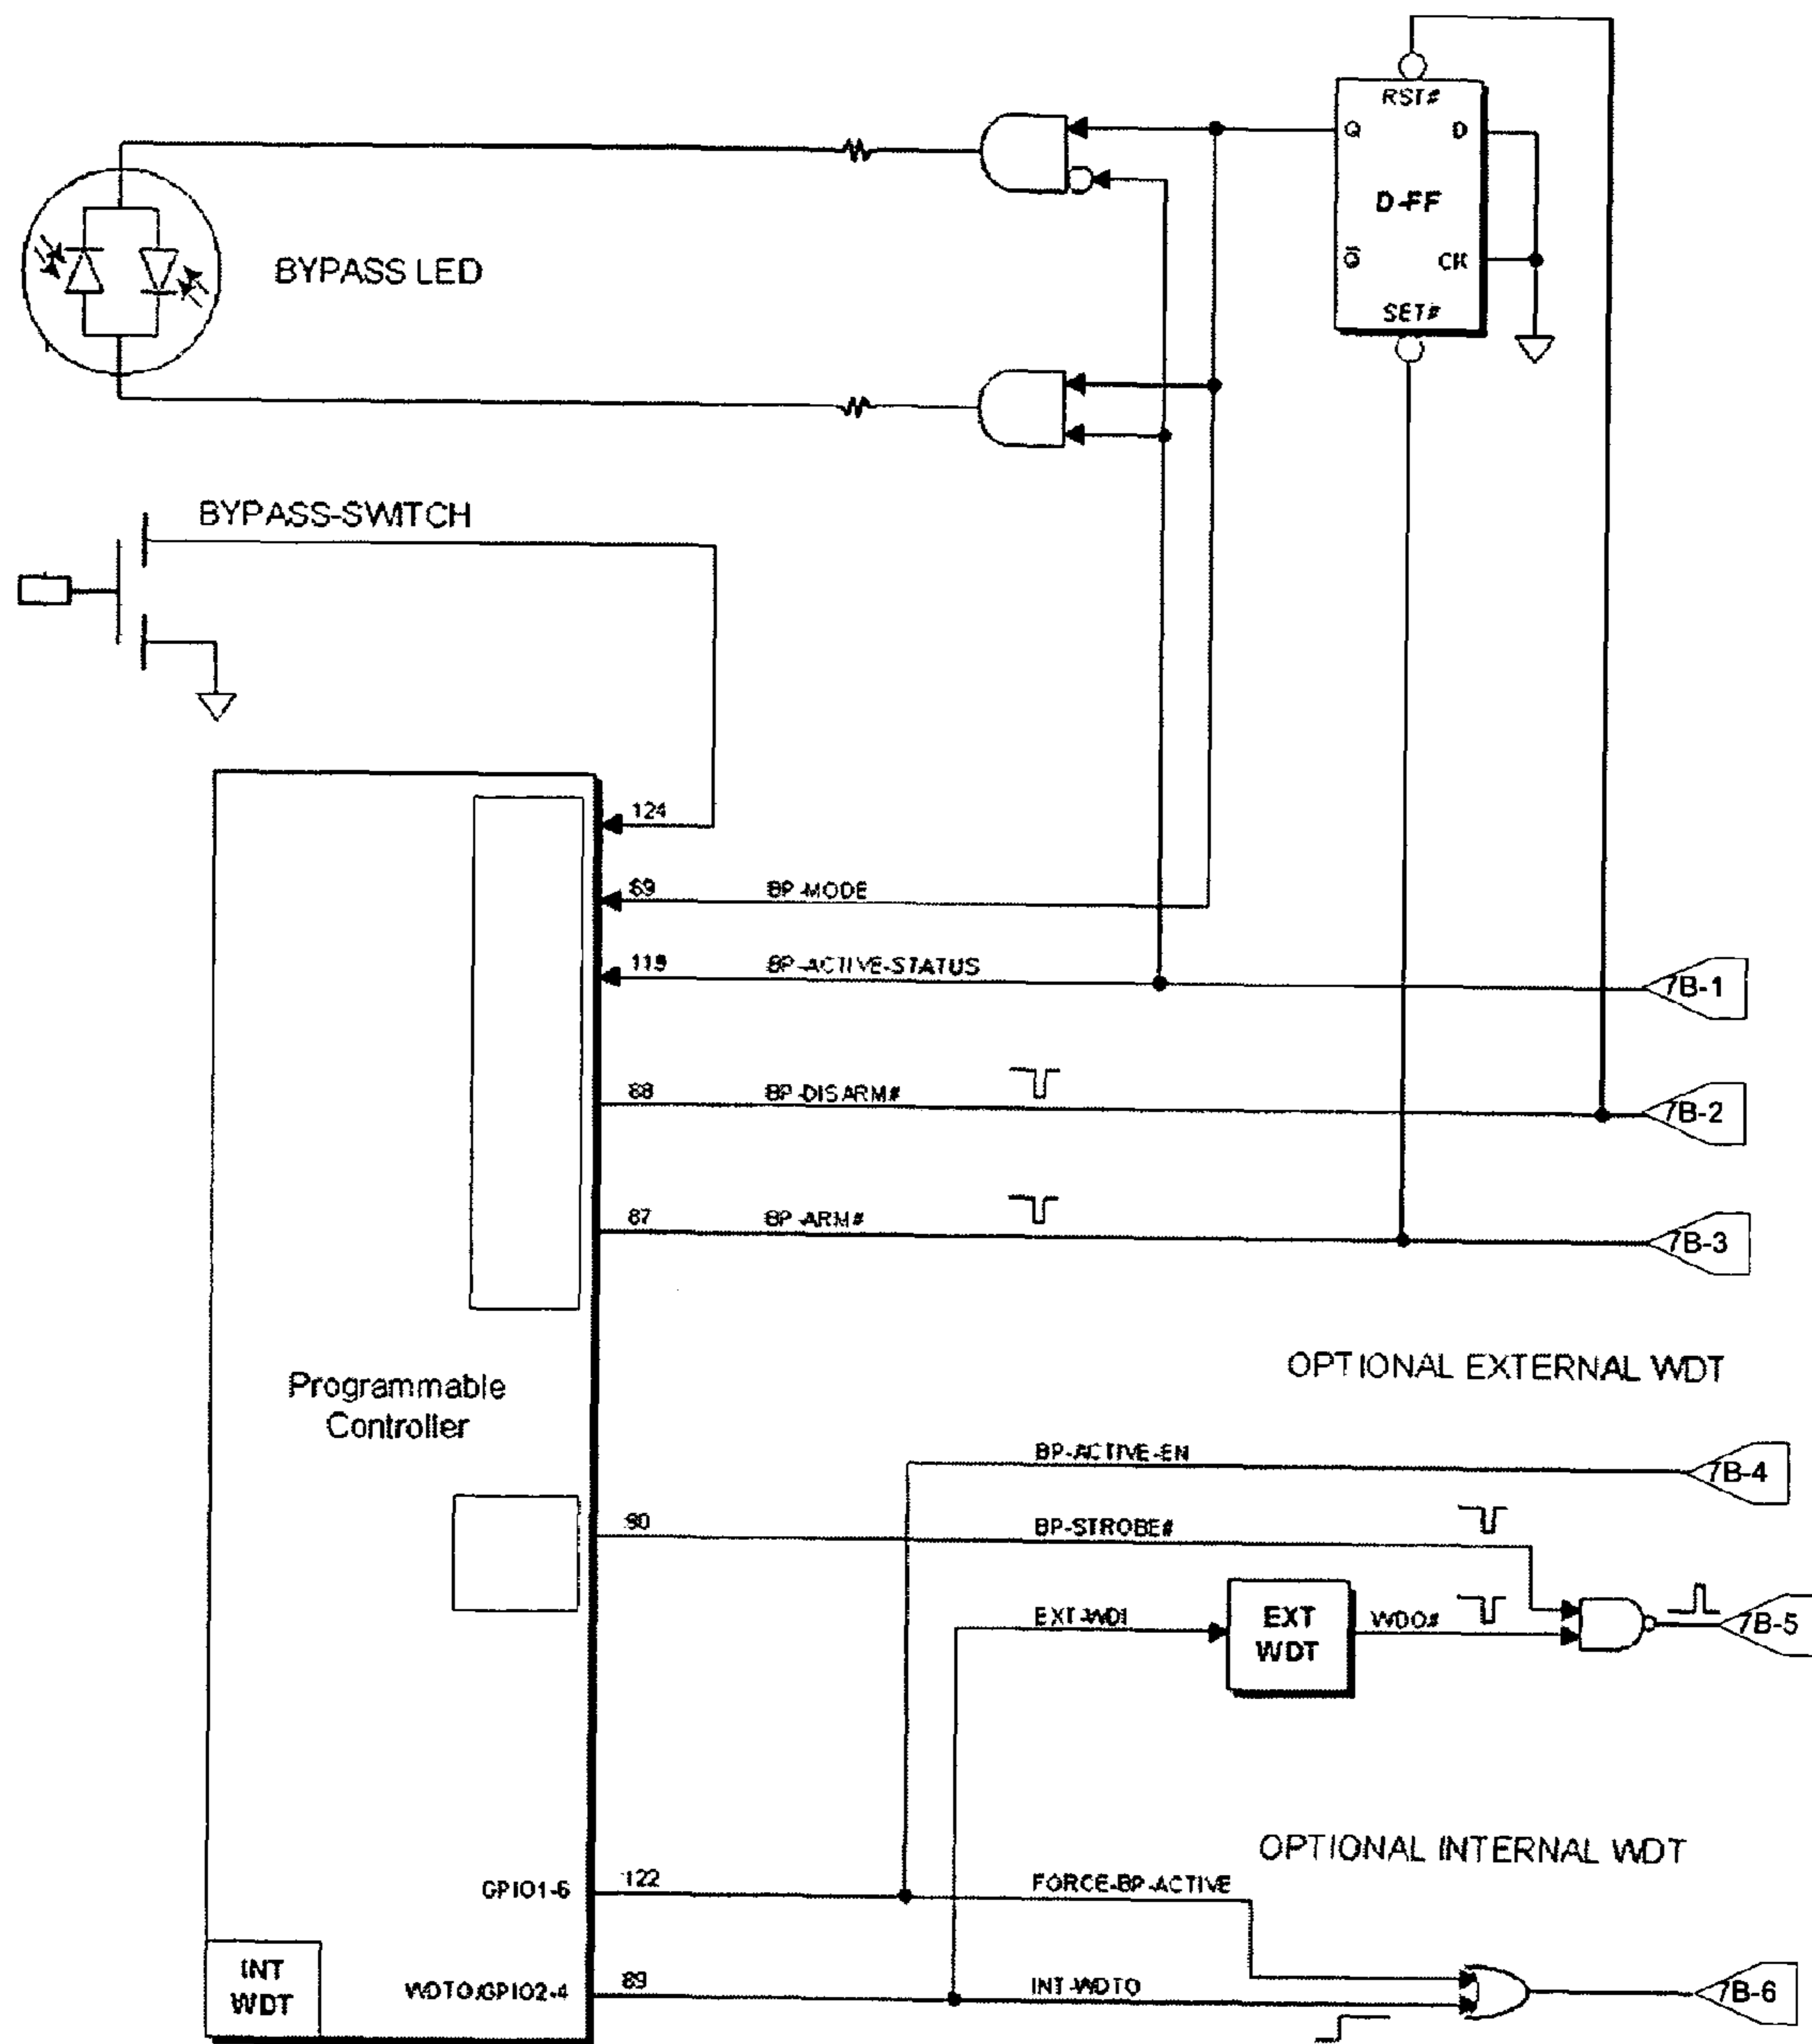 RST#
Q D
D-FF
Q̅ CK
SET#
BYPASS LED
BYPASS-SWITCH
124
69 BP-MODE
119 BP-ACTIVE-STATUS
7B-1
88 BP-DISARM#
7B-2
87 BP-ARM#
7B-3
OPTIONAL EXTERNAL WDT
Programmable
Controller
BP-ACTIVE-EN
7B-4
90 BP-STROBE#
EXT-WDI
EXT
WDT
WDO#
7B-5
OPTIONAL INTERNAL WDT
GPIO1-6 122 FORCE-BP-ACTIVE
INT
WDT
WDTO/GPIO2-4 89 INT-WDTO
7B-6